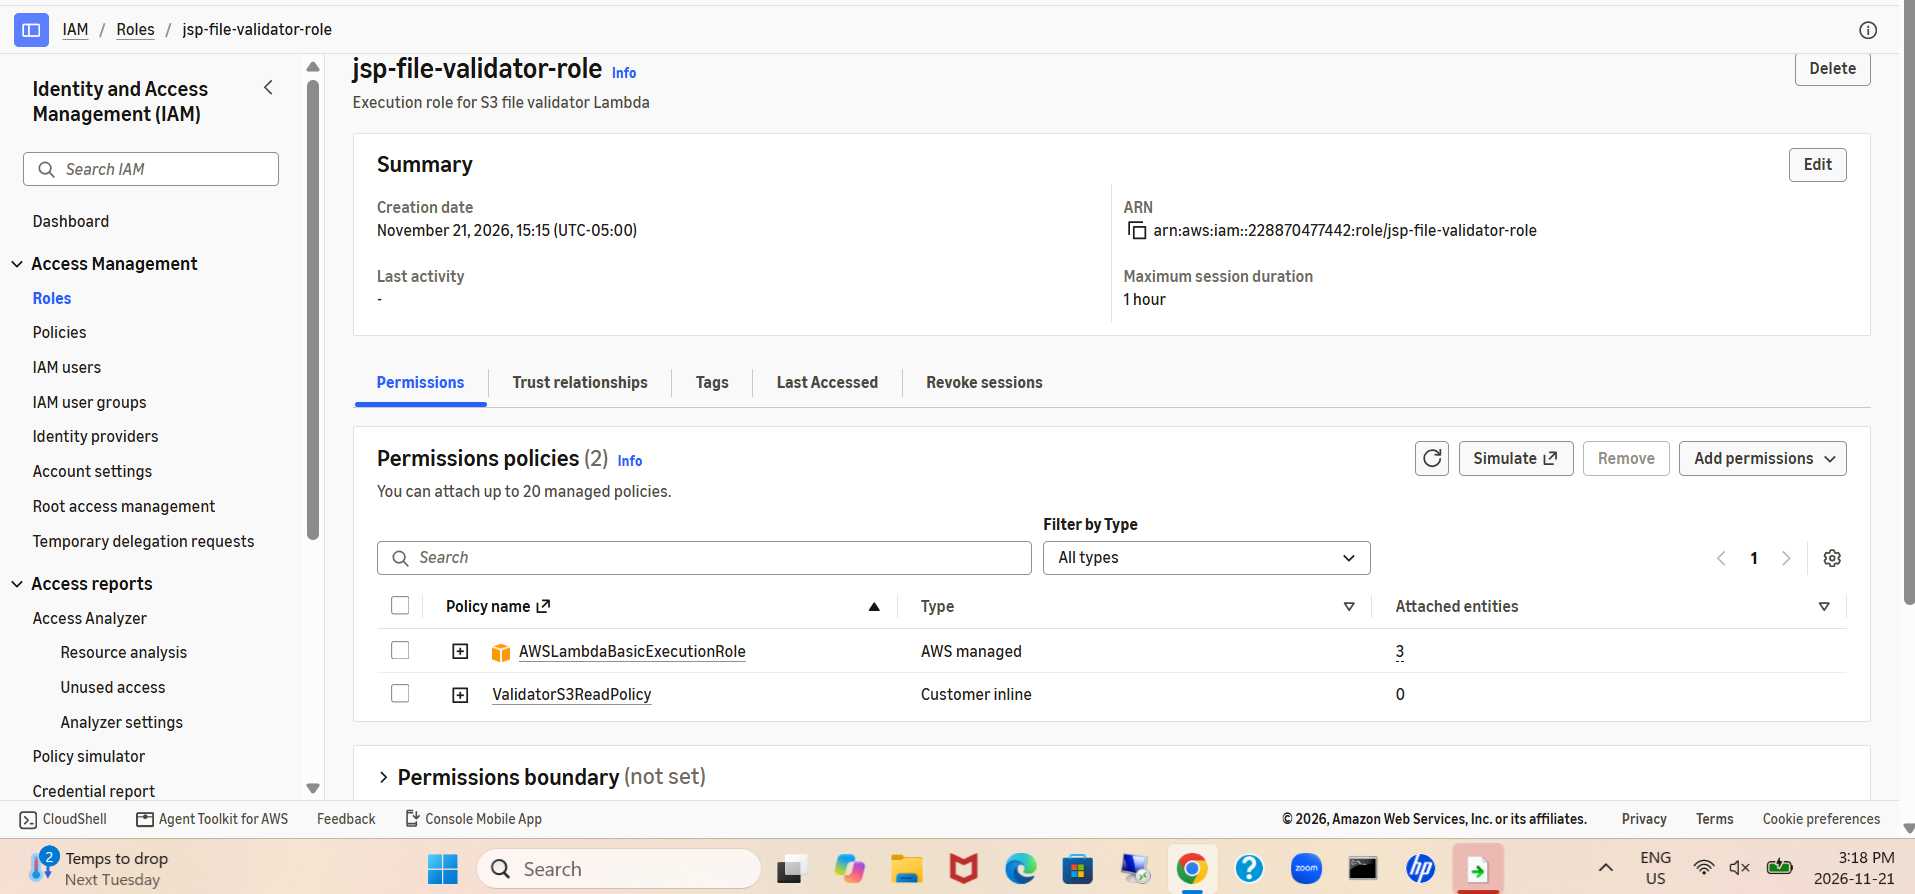 IAM / Roles / jsp-file-validator-role
Identity and Access Management (IAM)
Search IAM
Dashboard
Access Management
Roles
Policies
IAM users
IAM user groups
Identity providers
Account settings
Root access management
Temporary delegation requests
Access reports
Access Analyzer
Resource analysis
Unused access
Analyzer settings
Policy simulator
Credential report
jsp-file-validator-role Info
Delete
Execution role for S3 file validator Lambda
Summary
Edit
Creation date
November 21, 2026, 15:15 (UTC-05:00)
ARN
arn:aws:iam::228870477442:role/jsp-file-validator-role
Last activity
-
Maximum session duration
1 hour
Permissions
Trust relationships
Tags
Last Accessed
Revoke sessions
Permissions policies (2) Info
Simulate
Remove
Add permissions
You can attach up to 20 managed policies.
Filter by Type
Search
All types
1
Policy name
Type
Attached entities
AWSLambdaBasicExecutionRole
AWS managed
3
ValidatorS3ReadPolicy
Customer inline
0
Permissions boundary (not set)
CloudShell
Agent Toolkit for AWS
Feedback
Console Mobile App
© 2026, Amazon Web Services, Inc. or its affiliates.
Privacy
Terms
Cookie preferences
2
Temps to drop
Next Tuesday
Search
zoom
hp
ENG
US
3:18 PM
2026-11-21